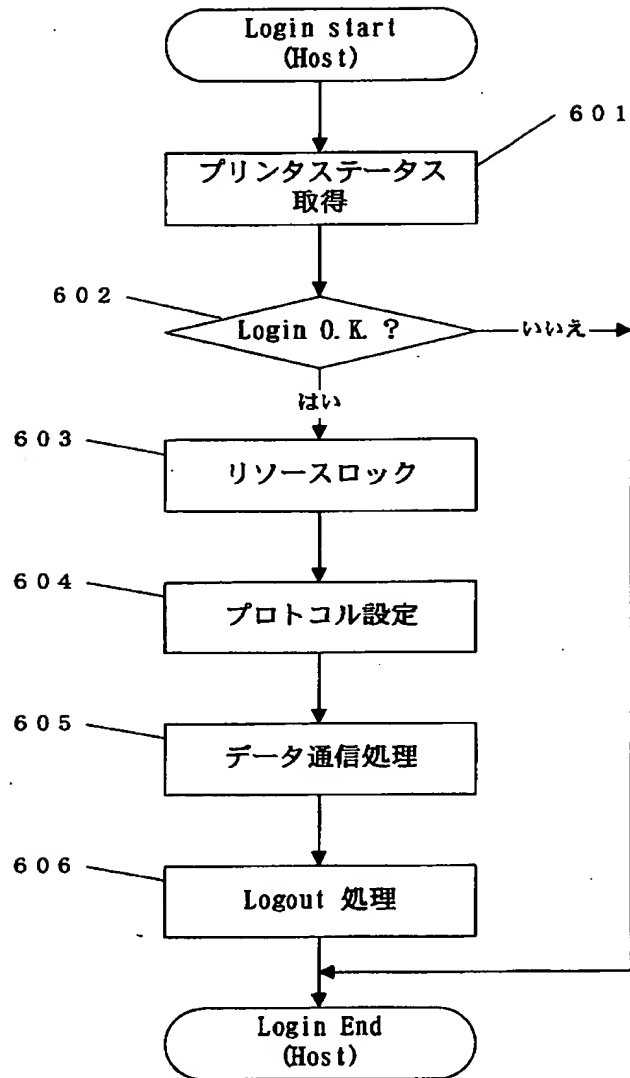 Login start
(Host)
601
プリンタステータス
取得
602
Login O.K. ?
いいえ
はい
603
リソースロック
604
プロトコル設定
605
データ通信処理
606
Logout 処理
Login End
(Host)